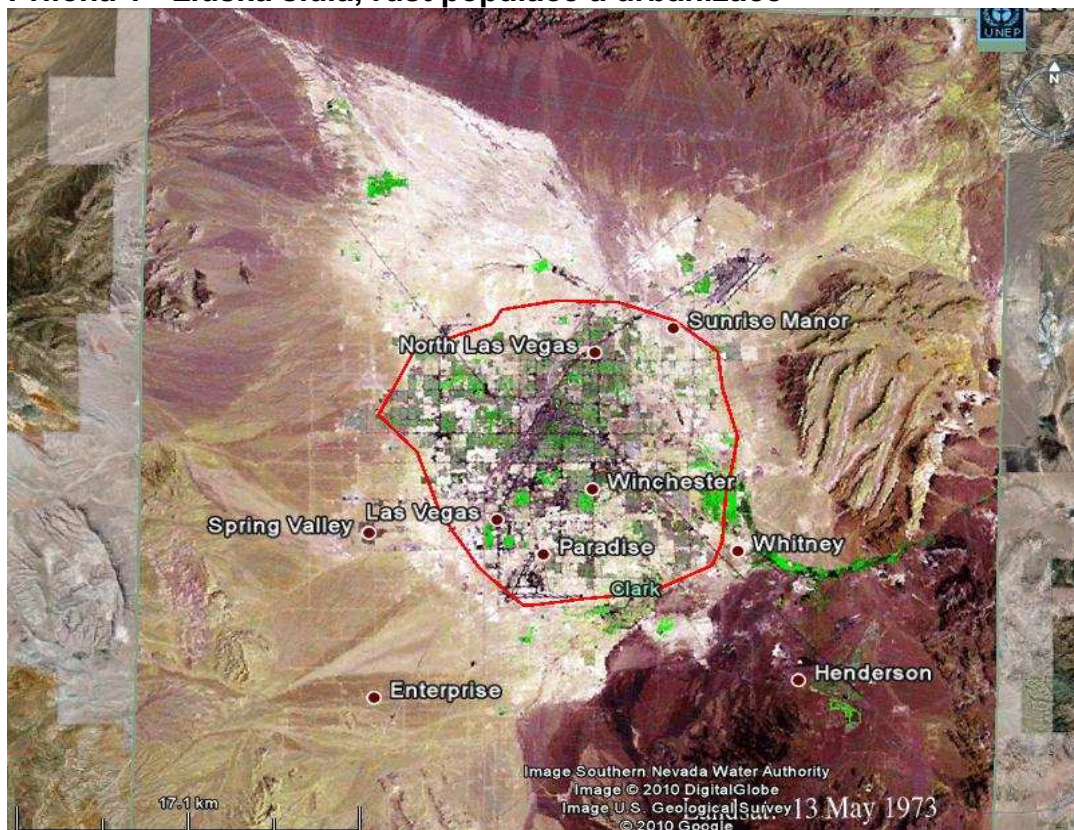 UNEP
N
Sunrise Manor
North Las Vegas
Winchester
Las Vegas
Spring Valley
Paradise
Whitney
Clark
Henderson
Enterprise
Image Southern Nevada Water Authority
Image © 2010 DigitalGlobe
Image U.S. Geological Survey
13 May 1973
© 2010 Google
17.1 km